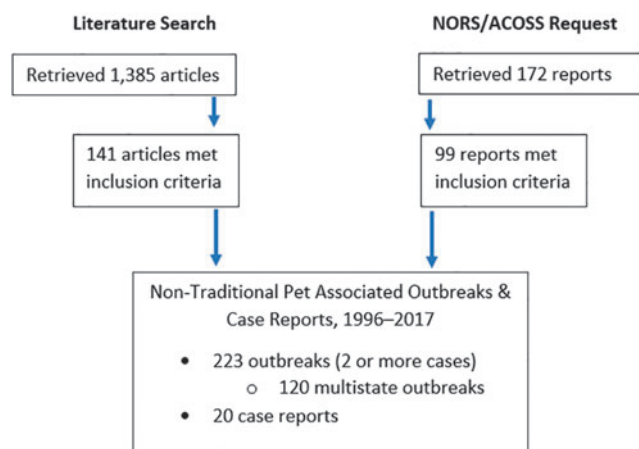 Literature Search
NORS/ACOSS Request
Retrieved 1,385 articles
Retrieved 172 reports
141 articles met
inclusion criteria
99 reports met
inclusion criteria
Non-Traditional Pet Associated Outbreaks &
Case Reports, 1996–2017
• 223 outbreaks (2 or more cases)
o 120 multistate outbreaks
• 20 case reports